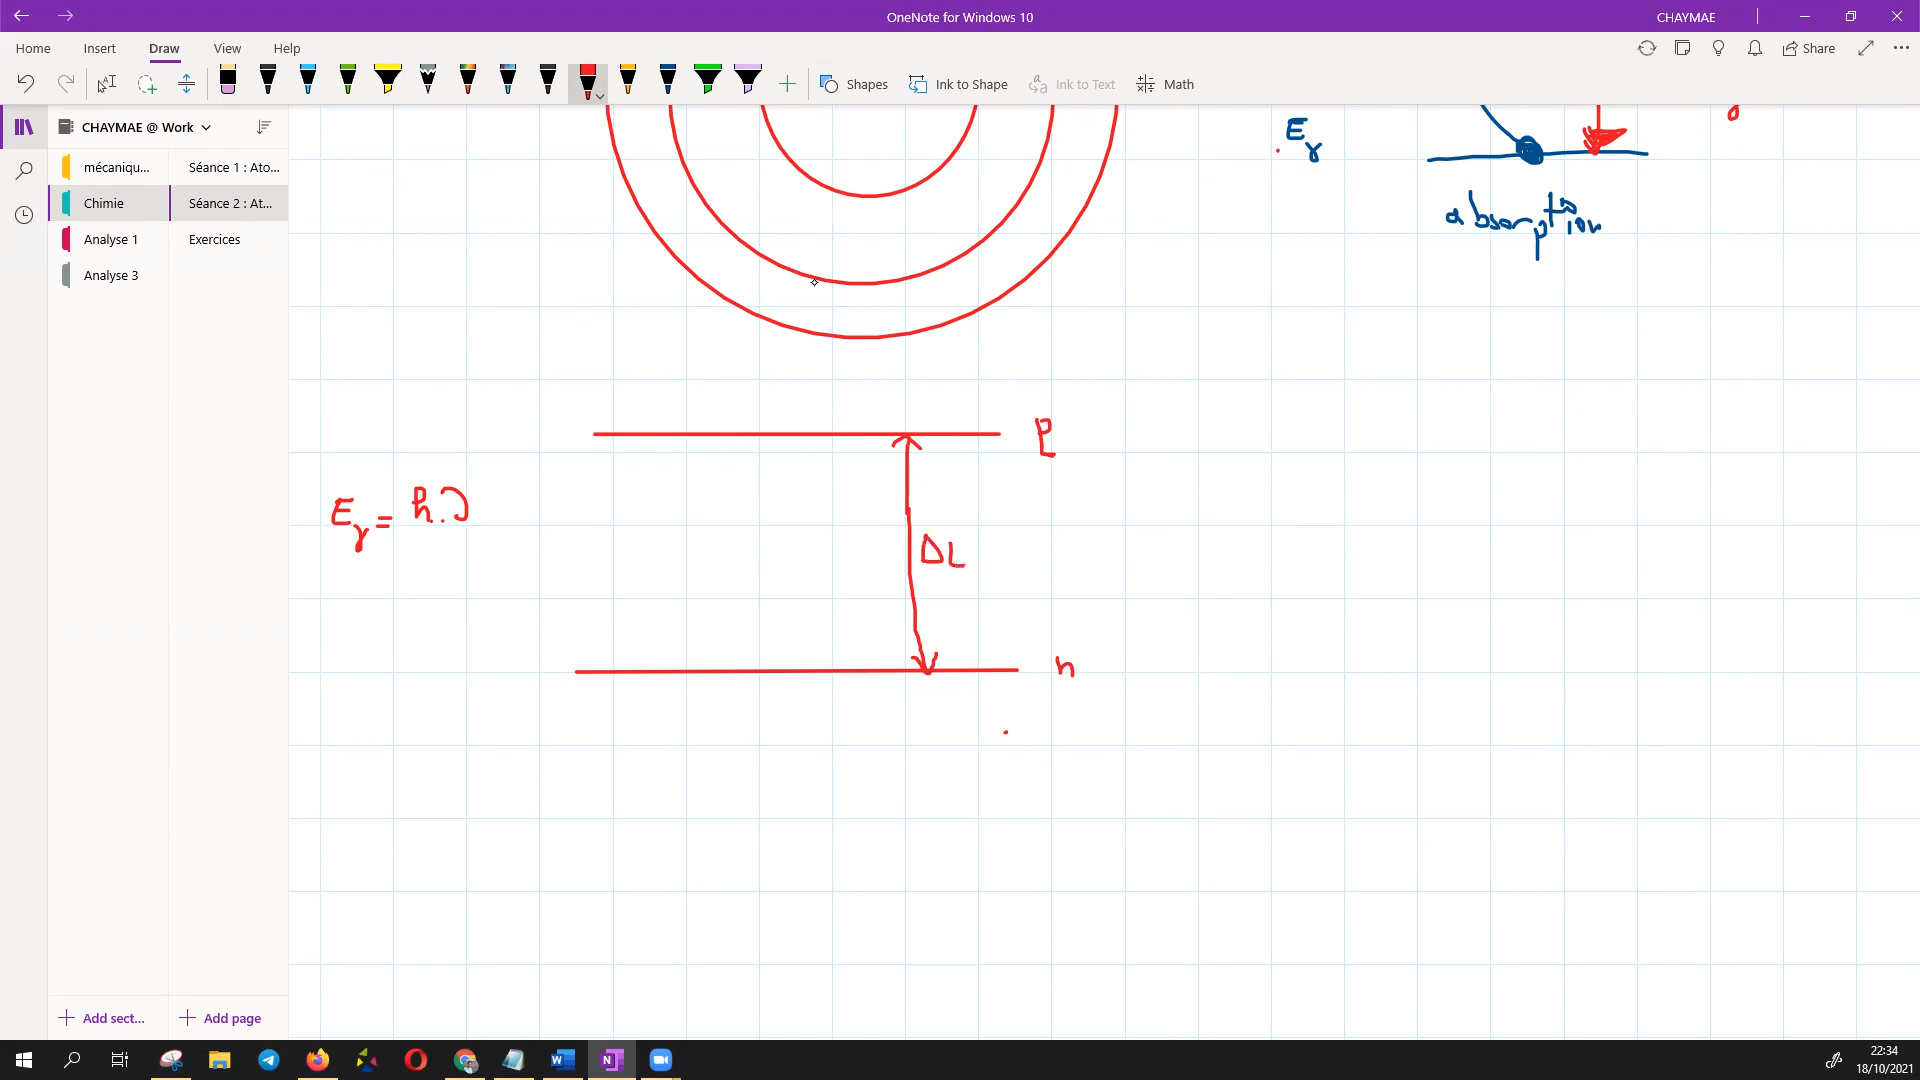 OneNote for Windows 10
CHAYMAE
Home Insert Draw View Help
Share
Shapes Ink to Shape Ink to Text Math
CHAYMAE @ Work
mécaniqu... Séance 1 : Ato...
Chimie Séance 2 : At...
Analyse 1 Exercices
Analyse 3
Eγ
absorption
P
Eγ = h.ν
n
Add sect... Add page
22:34
18/10/2021